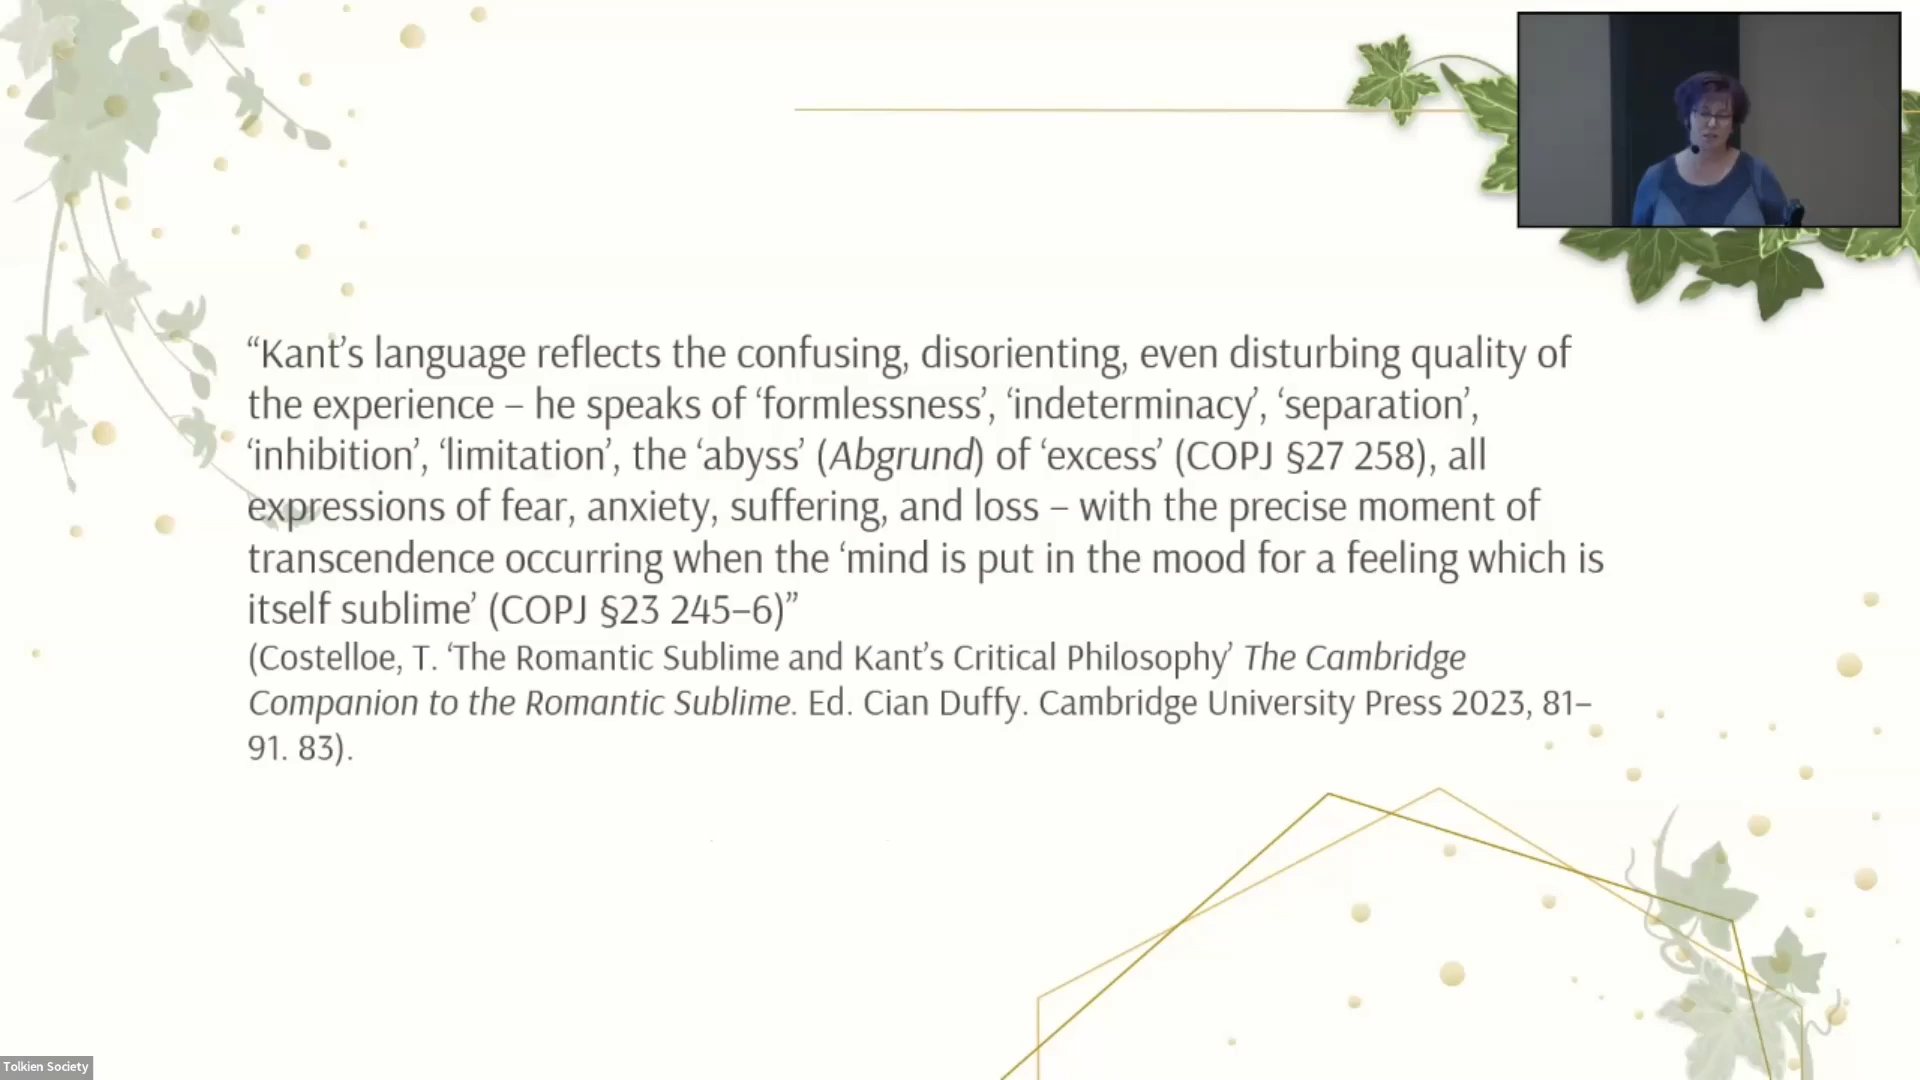 “Kant’s language reflects the confusing, disorienting, even disturbing quality of
the experience – he speaks of ‘formlessness’, ‘indeterminacy’, ‘separation’,
‘inhibition’, ‘limitation’, the ‘abyss’ (Abgrund) of ‘excess’ (COPJ §27 258), all
expressions of fear, anxiety, suffering, and loss – with the precise moment of
transcendence occurring when the ‘mind is put in the mood for a feeling which is
itself sublime’ (COPJ §23 245–6)”
(Costelloe, T. ‘The Romantic Sublime and Kant’s Critical Philosophy’ The Cambridge
Companion to the Romantic Sublime. Ed. Cian Duffy. Cambridge University Press 2023, 81–
91. 83).
Tolkien Society